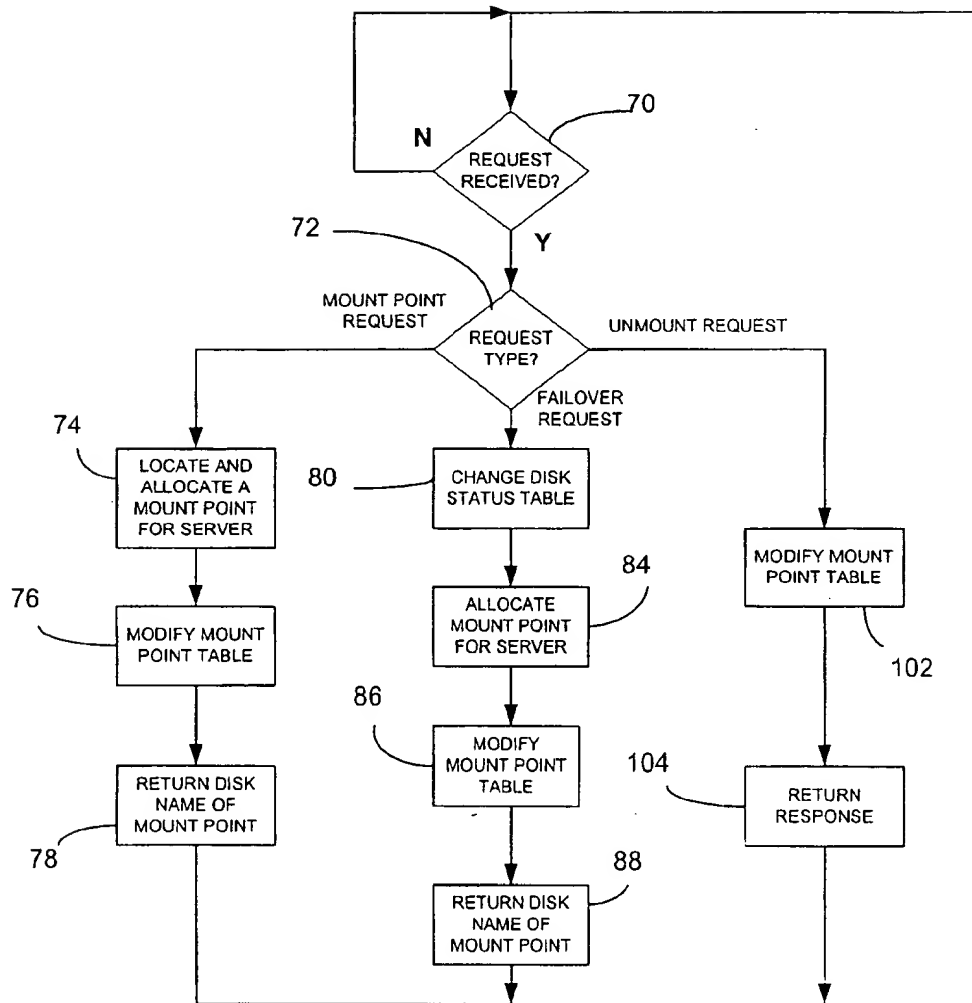 70
N
REQUEST
RECEIVED?
72
Y
MOUNT POINT
REQUEST
UNMOUNT REQUEST
REQUEST
TYPE?
FAILOVER
REQUEST
74
LOCATE AND
ALLOCATE A
MOUNT POINT
FOR SERVER
80
CHANGE DISK
STATUS TABLE
84
MODIFY MOUNT
POINT TABLE
76
ALLOCATE
MOUNT POINT
FOR SERVER
MODIFY MOUNT
POINT TABLE
102
86
MODIFY
MOUNT POINT
TABLE
104
RETURN DISK
NAME OF
MOUNT POINT
RETURN
RESPONSE
78
88
RETURN DISK
NAME OF
MOUNT POINT